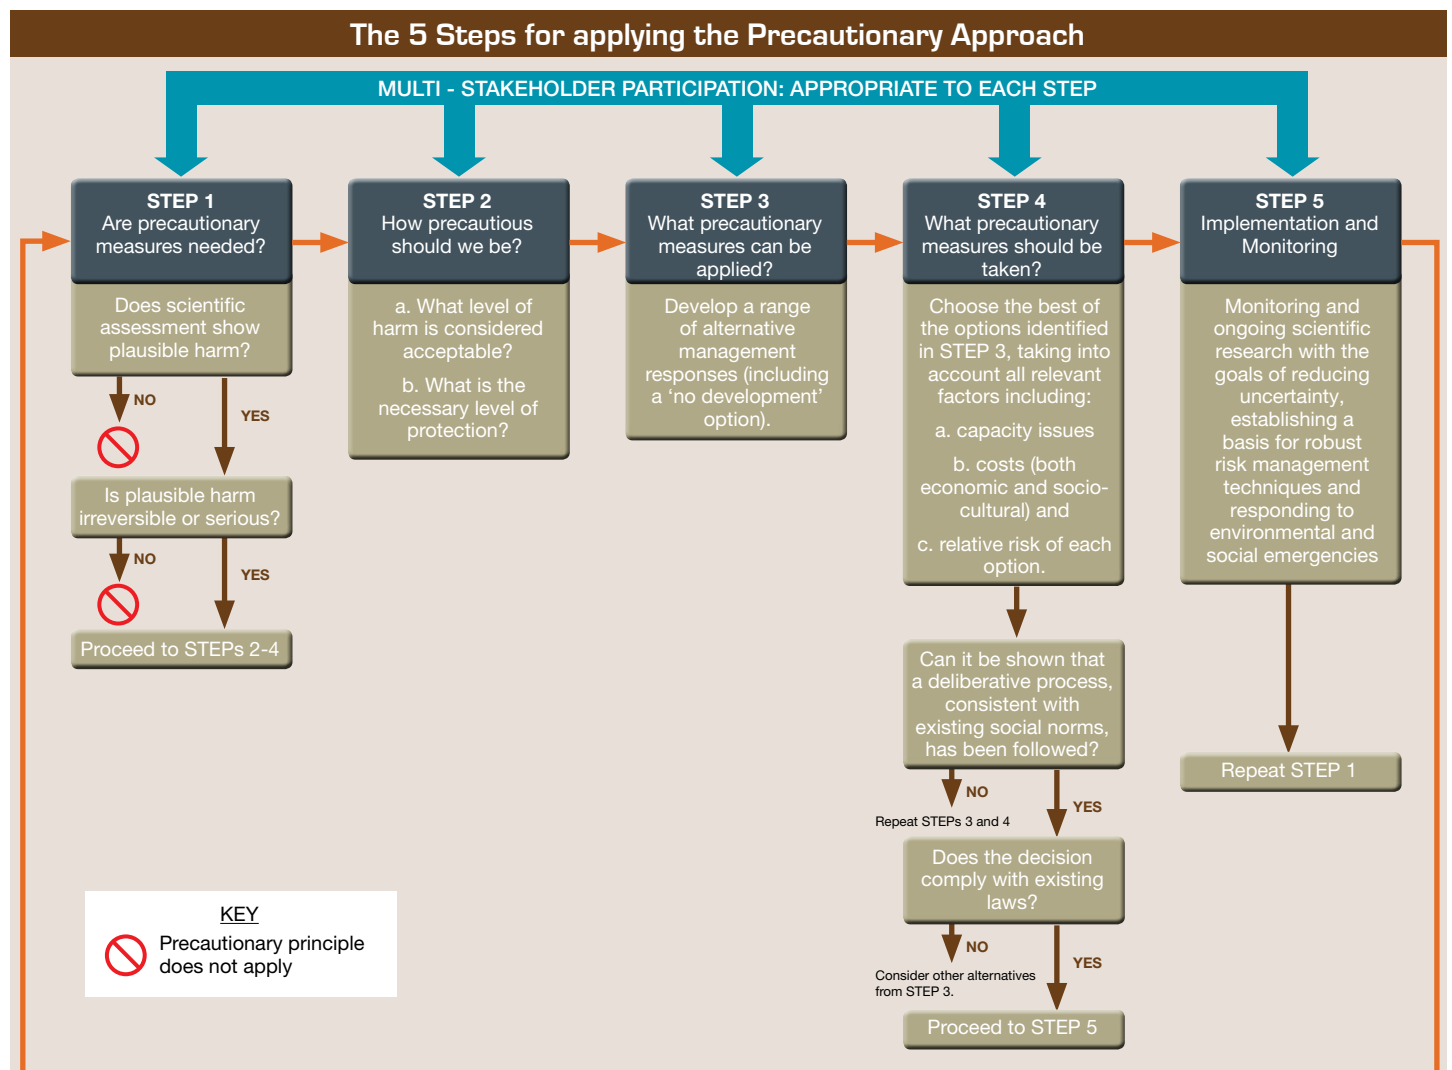 The 5 Steps for applying the Precautionary Approach
MULTI - STAKEHOLDER PARTICIPATION: APPROPRIATE TO EACH STEP
STEP 1
Are precautionary
measures needed?
Does scientific
assessment show
plausible harm?
NO
YES
Is plausible harm
irreversible or serious?
NO
YES
Proceed to STEPs 2-4
STEP 2
How precautious
should we be?
a. What level of
harm is considered
acceptable?
b. What is the
necessary level of
protection?
STEP 3
What precautionary
measures can be
applied?
Develop a range
of alternative
management
responses (including
a ‘no development’
option).
STEP 4
What precautionary
measures should be
taken?
Choose the best of
the options identified
in STEP 3, taking into
account all relevant
factors including:
a. capacity issues
b. costs (both
economic and socio-
cultural) and
c. relative risk of each
option.
Can it be shown that
a deliberative process,
consistent with
existing social norms,
has been followed?
NO
YES
Repeat STEPs 3 and 4
Does the decision
comply with existing
laws?
NO
YES
Consider other alternatives
from STEP 3.
Proceed to STEP 5
STEP 5
Implementation and
Monitoring
Monitoring and
ongoing scientific
research with the
goals of reducing
uncertainty,
establishing a
basis for robust
risk management
techniques and
responding to
environmental and
social emergencies
Repeat STEP 1
KEY
Precautionary principle
does not apply